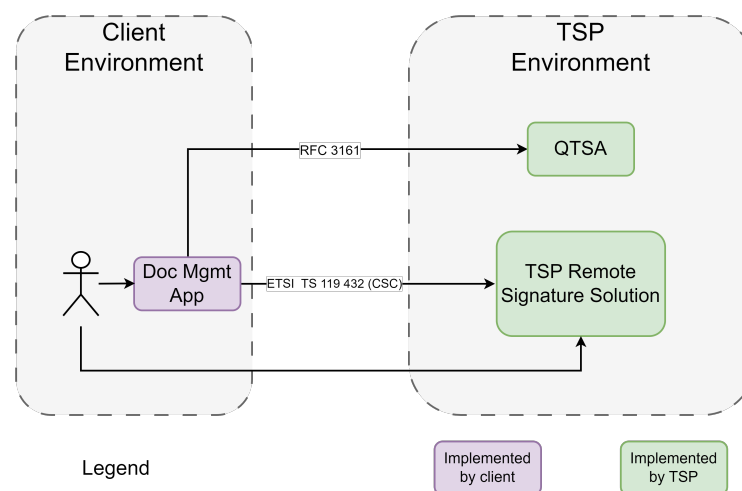 Client
Environment
TSP
Environment
RFC 3161
QTSA
Doc Mgmt
App
ETSI  TS 119 432 (CSC)
TSP Remote
Signature Solution
Legend
Implemented
by client
Implemented
by TSP